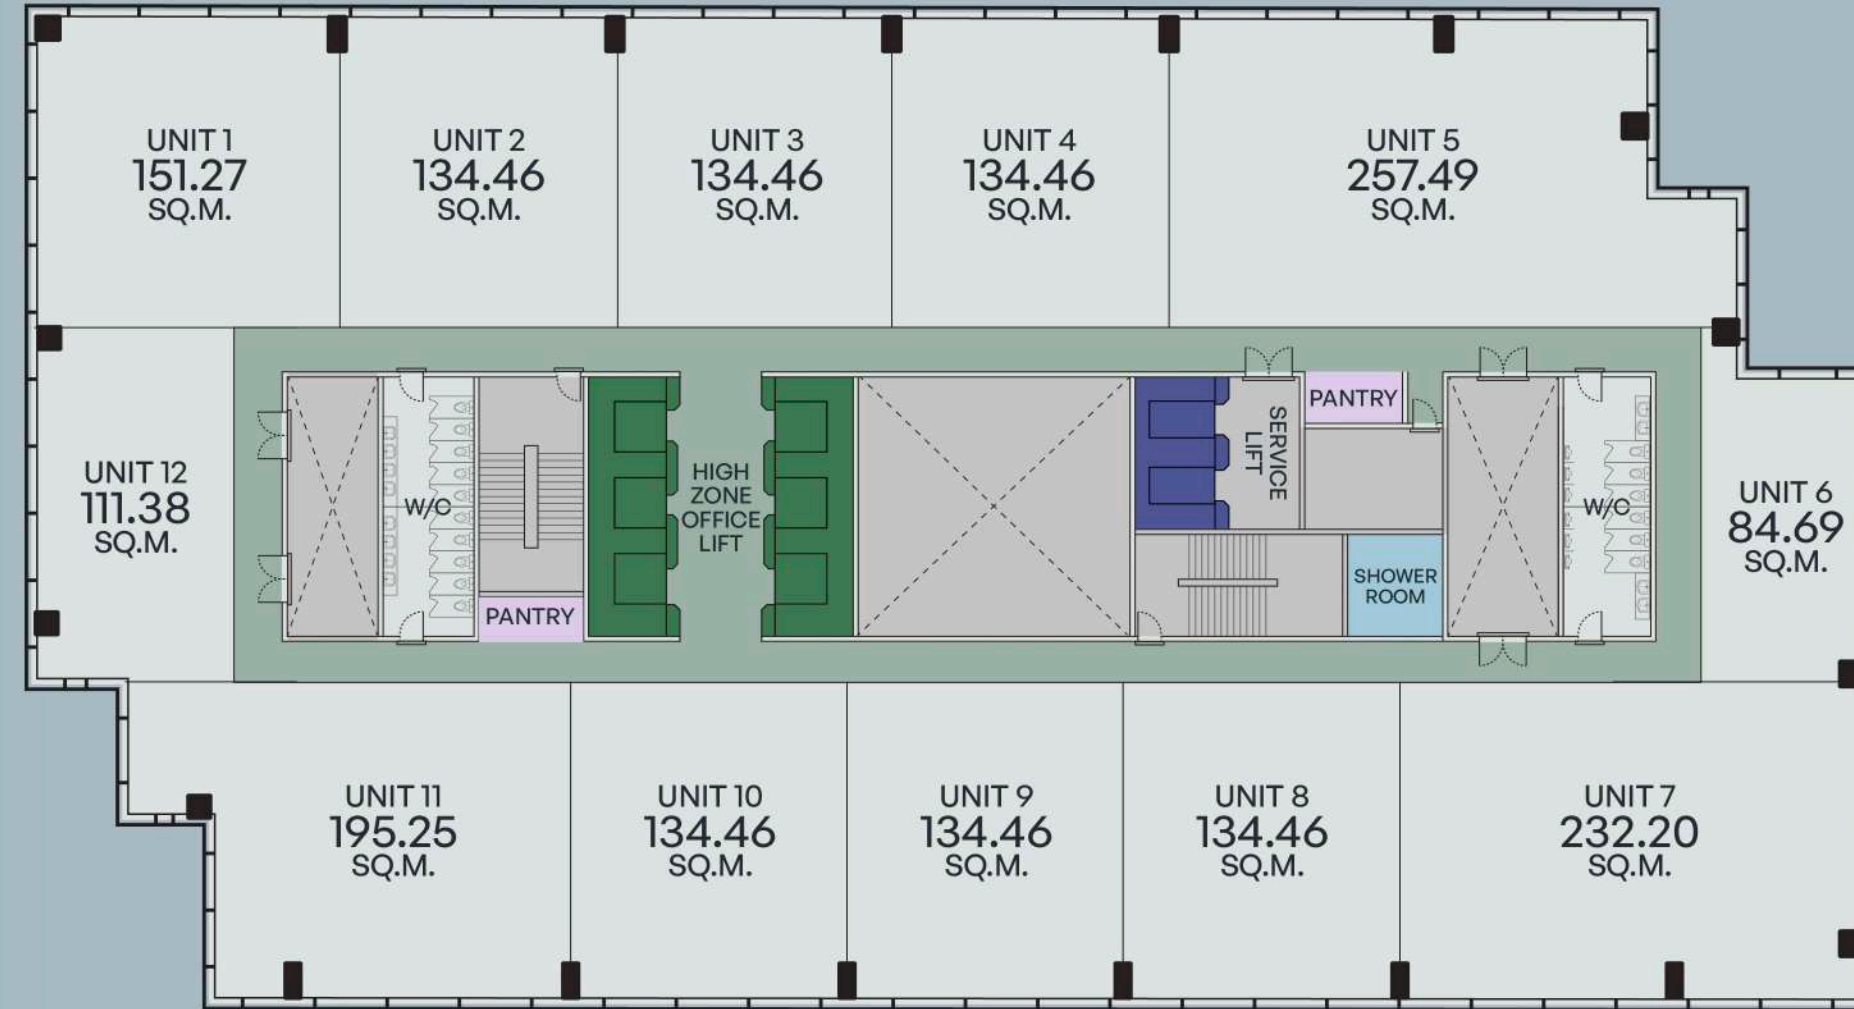 UNIT 1
151.27
SQ.M.
UNIT 2
134.46
SQ.M.
UNIT 3
134.46
SQ.M.
UNIT 4
134.46
SQ.M.
UNIT 5
257.49
SQ.M.
UNIT 12
111.38
SQ.M.
W/C
PANTRY
HIGH
ZONE
OFFICE
LIFT
SERVICE
LIFT
PANTRY
SHOWER
ROOM
W/C
UNIT 6
84.69
SQ.M.
UNIT 11
195.25
SQ.M.
UNIT 10
134.46
SQ.M.
UNIT 9
134.46
SQ.M.
UNIT 8
134.46
SQ.M.
UNIT 7
232.20
SQ.M.